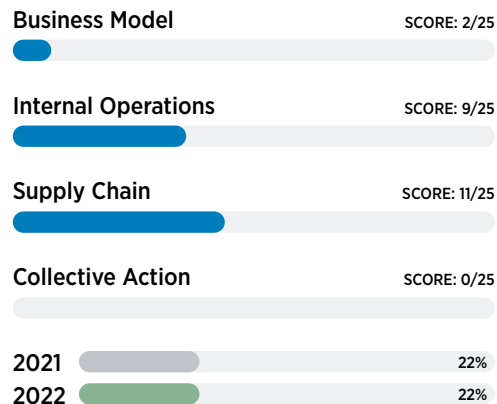 Business Model SCORE: 2/25
Internal Operations SCORE: 9/25
Supply Chain SCORE: 11/25
Collective Action SCORE: 0/25
2021 22%
2022 22%